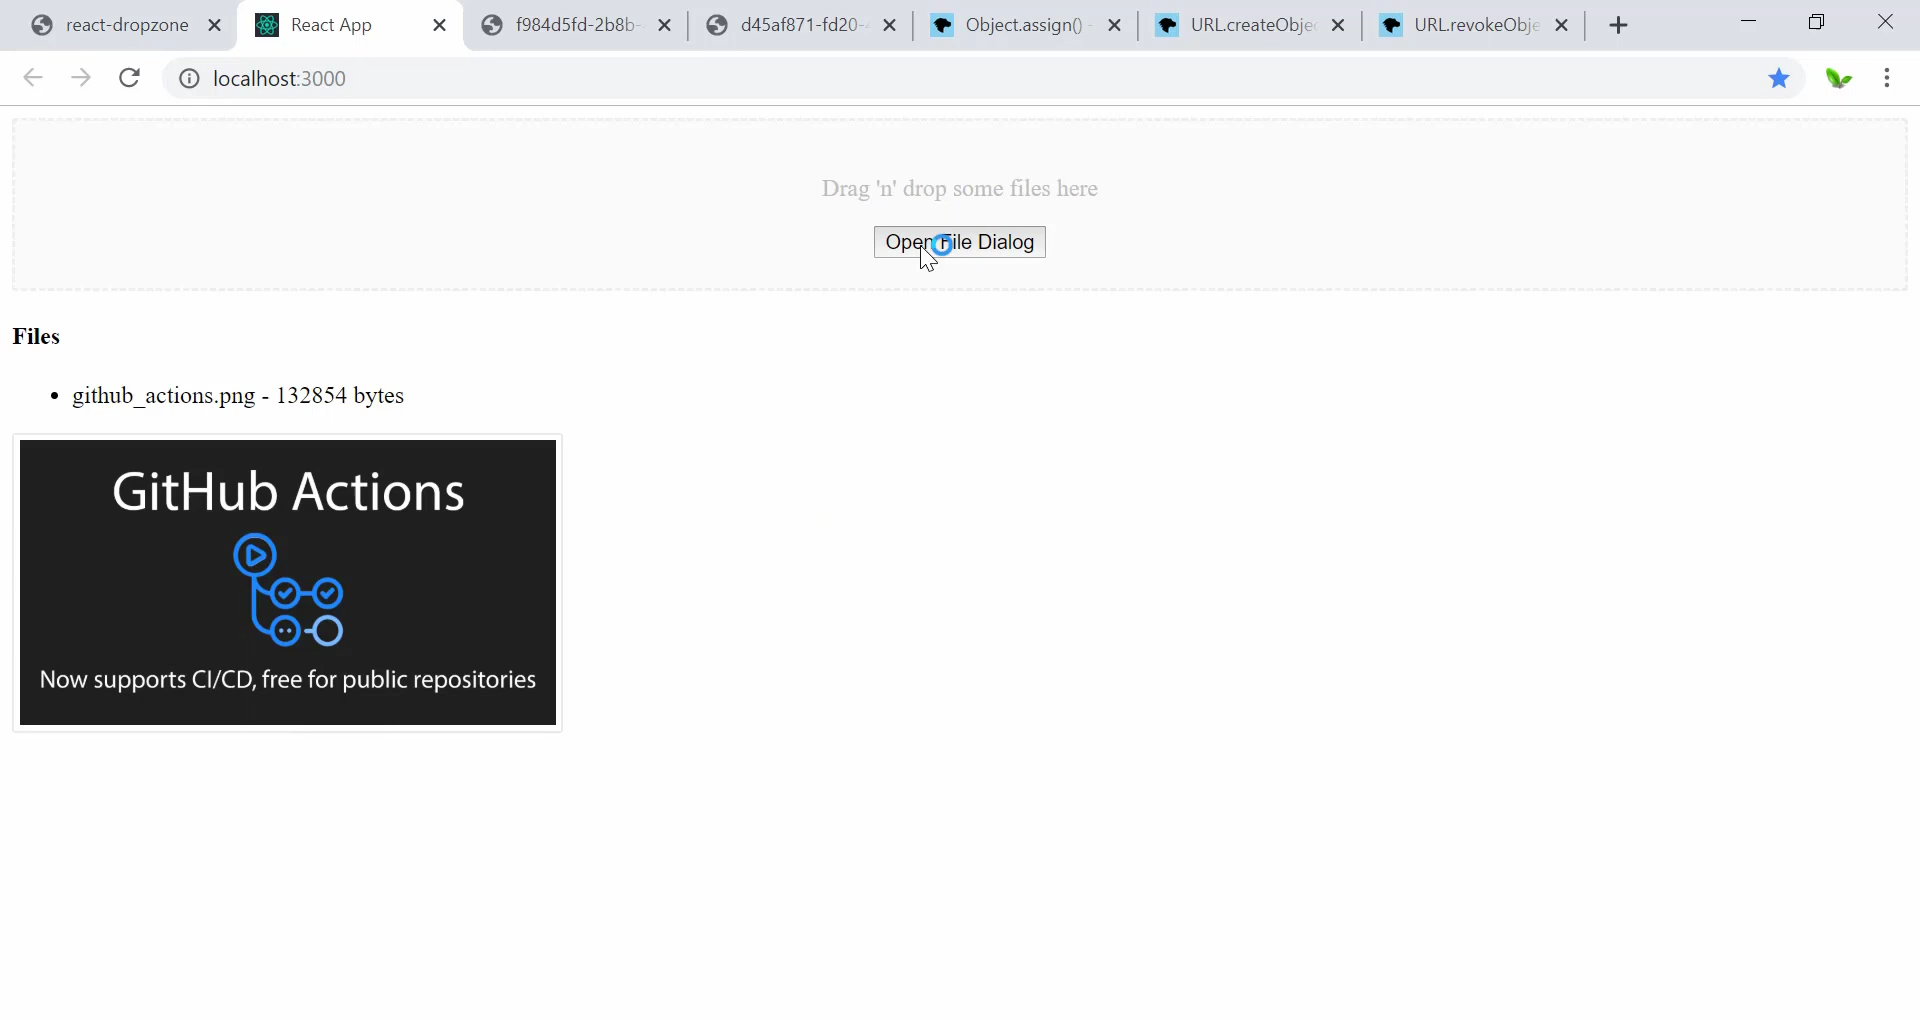 react-dropzone
React App
f984d5fd-2b8b-
d45af871-fd20-
Object.assign() -
URL.createObje
URL.revokeObje
localhost:3000
Drag 'n' drop some files here
Open File Dialog
Files
• github_actions.png - 132854 bytes
GitHub Actions
Now supports CI/CD, free for public repositories